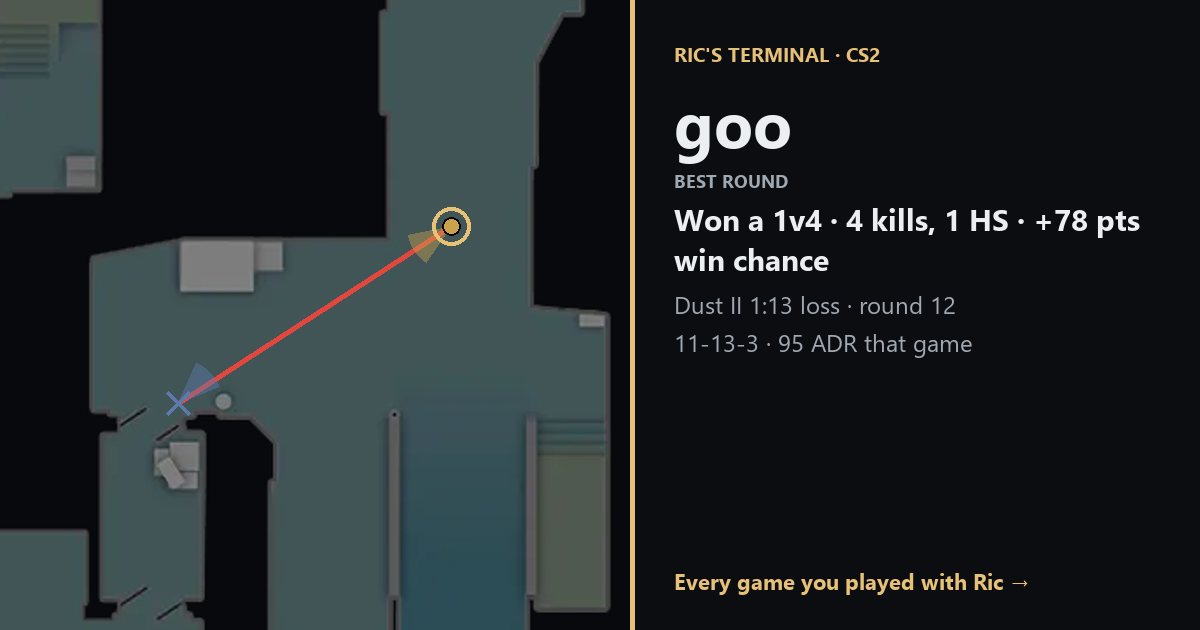 RIC'S TERMINAL · CS2
goo
BEST ROUND
Won a 1v4 · 4 kills, 1 HS · +78 pts
win chance
Dust II 1:13 loss · round 12
11-13-3 · 95 ADR that game
Every game you played with Ric →